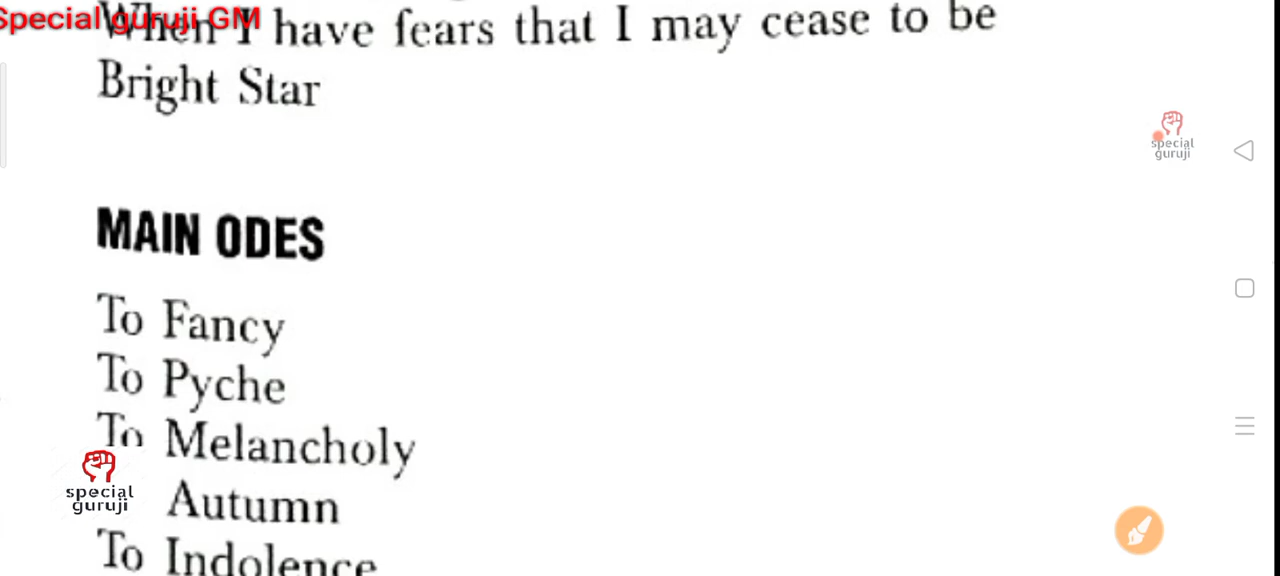 Special guruji GM
When I have fears that I may cease to be
Bright Star
special
guruji
MAIN ODES
To Fancy
To Pyche
To Melancholy
special
guruji
Autumn
To Indolence